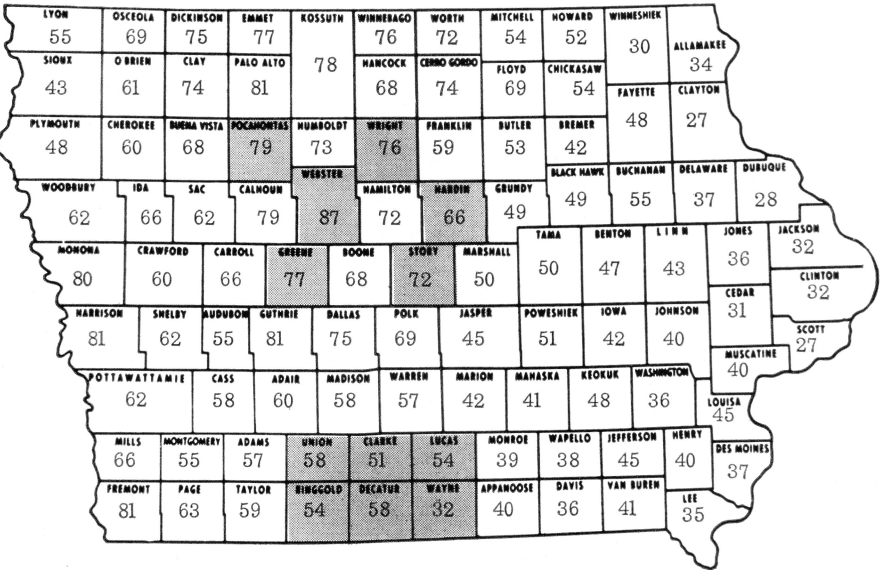 LYON OSCEOLA DICKINSON EMMET KOSSUTH WINNEBAGO WORTH MITCHELL HOWARD WINNESHIEK
55 69 75 77 76 72 54 52 30 ALLAMAKEE
34
SIOUX O BRIEN CLAY PALO ALTO 78 HANCOCK CERRO GORDO FLOYD CHICKASAW
43 61 74 81 68 74 69 54
FAYETTE CLAYTON
48 27
PLYMOUTH CHEROKEE BUENA VISTA POCAHONTAS HUMBOLDT WRIGHT FRANKLIN BUTLER BREMER
48 60 68 79 73 76 59 53 42
WEBSTER BLACK HAWK BUCHANAN DELAWARE DUBUQUE
WOODBURY IDA SAC CALHOUN HAMILTON HARDIN GRUNDY
62 66 62 79 87 72 66 49 49 55 37 28
TAMA BENTON LINN JONES JACKSON
50 47 43 36 32
MONONA CRAWFORD CARROLL GREENE BOONE STORY MARSHALL
80 60 66 77 68 72 50
CLINTON
32
CEDAR
31
HARRISON SHELBY AUDUBON GUTHRIE DALLAS POLK JASPER POWESHIEK IOWA JOHNSON
81 62 55 81 75 69 45 51 42 40
SCOTT
27
MUSCATINE
40
POTTAWATTAMIE CASS ADAIR MADISON WARREN MARION MAHASKA KEOKUK WASHINGTON
62 58 60 58 57 42 41 48 36
LOUISA
45
MILLS MONTGOMERY ADAMS UNION CLARKE LUCAS MONROE WAPELLO JEFFERSON HENRY
66 55 57 58 51 54 39 38 45 40
DES MOINES
37
FREMONT PAGE TAYLOR RINGGOLD DECATUR WAYNE APPANOOSE DAVIS VAN BUREN
81 63 59 54 58 32 40 36 41
LEE
35